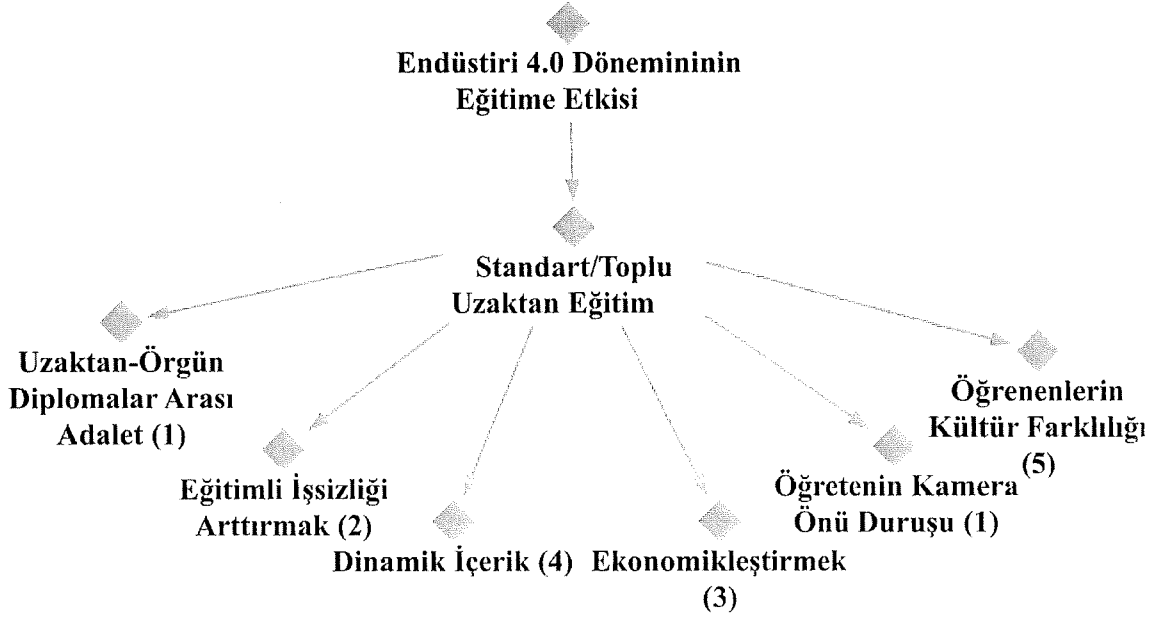 Endüstiri 4.0 Dönemininin
Eğitime Etkisi
Standart/Toplu
Uzaktan Eğitim
Uzaktan-Örgün
Diplomalar Arası
Adalet (1)
Eğitimli İşsizliği
Arttırmak (2)
Dinamik İçerik (4)
Ekonomikleştirmek
(3)
Öğretenin Kamera
Önü Duruşu (1)
Öğrenenlerin
Kültür Farklılığı
(5)